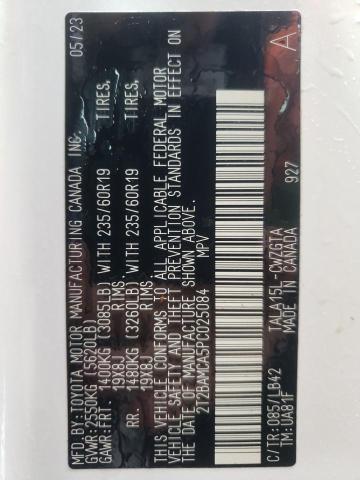 MFD. BY: TOYOTA MOTOR MANUFACTURING CANADA INC. 05/23
GVWR: 2550KG (5620LB)
GAWR: FRT. 1400KG (3085LB) WITH 235/60R19 TIRES,
19X8J RIMS
RR. 1480KG (3260LB) WITH 235/60R19 TIRES,
19X8J RIMS
THIS VEHICLE CONFORMS TO ALL APPLICABLE FEDERAL MOTOR
VEHICLE SAFETY AND THEFT PREVENTION STANDARDS IN EFFECT ON
THE DATE OF MANUFACTURE SHOWN ABOVE.
2T2BAMCA5PC025084 MPV
C/TR: 085/LB42 TALA15L-CWZGTA 927 A
TM: UA81F MADE IN CANADA